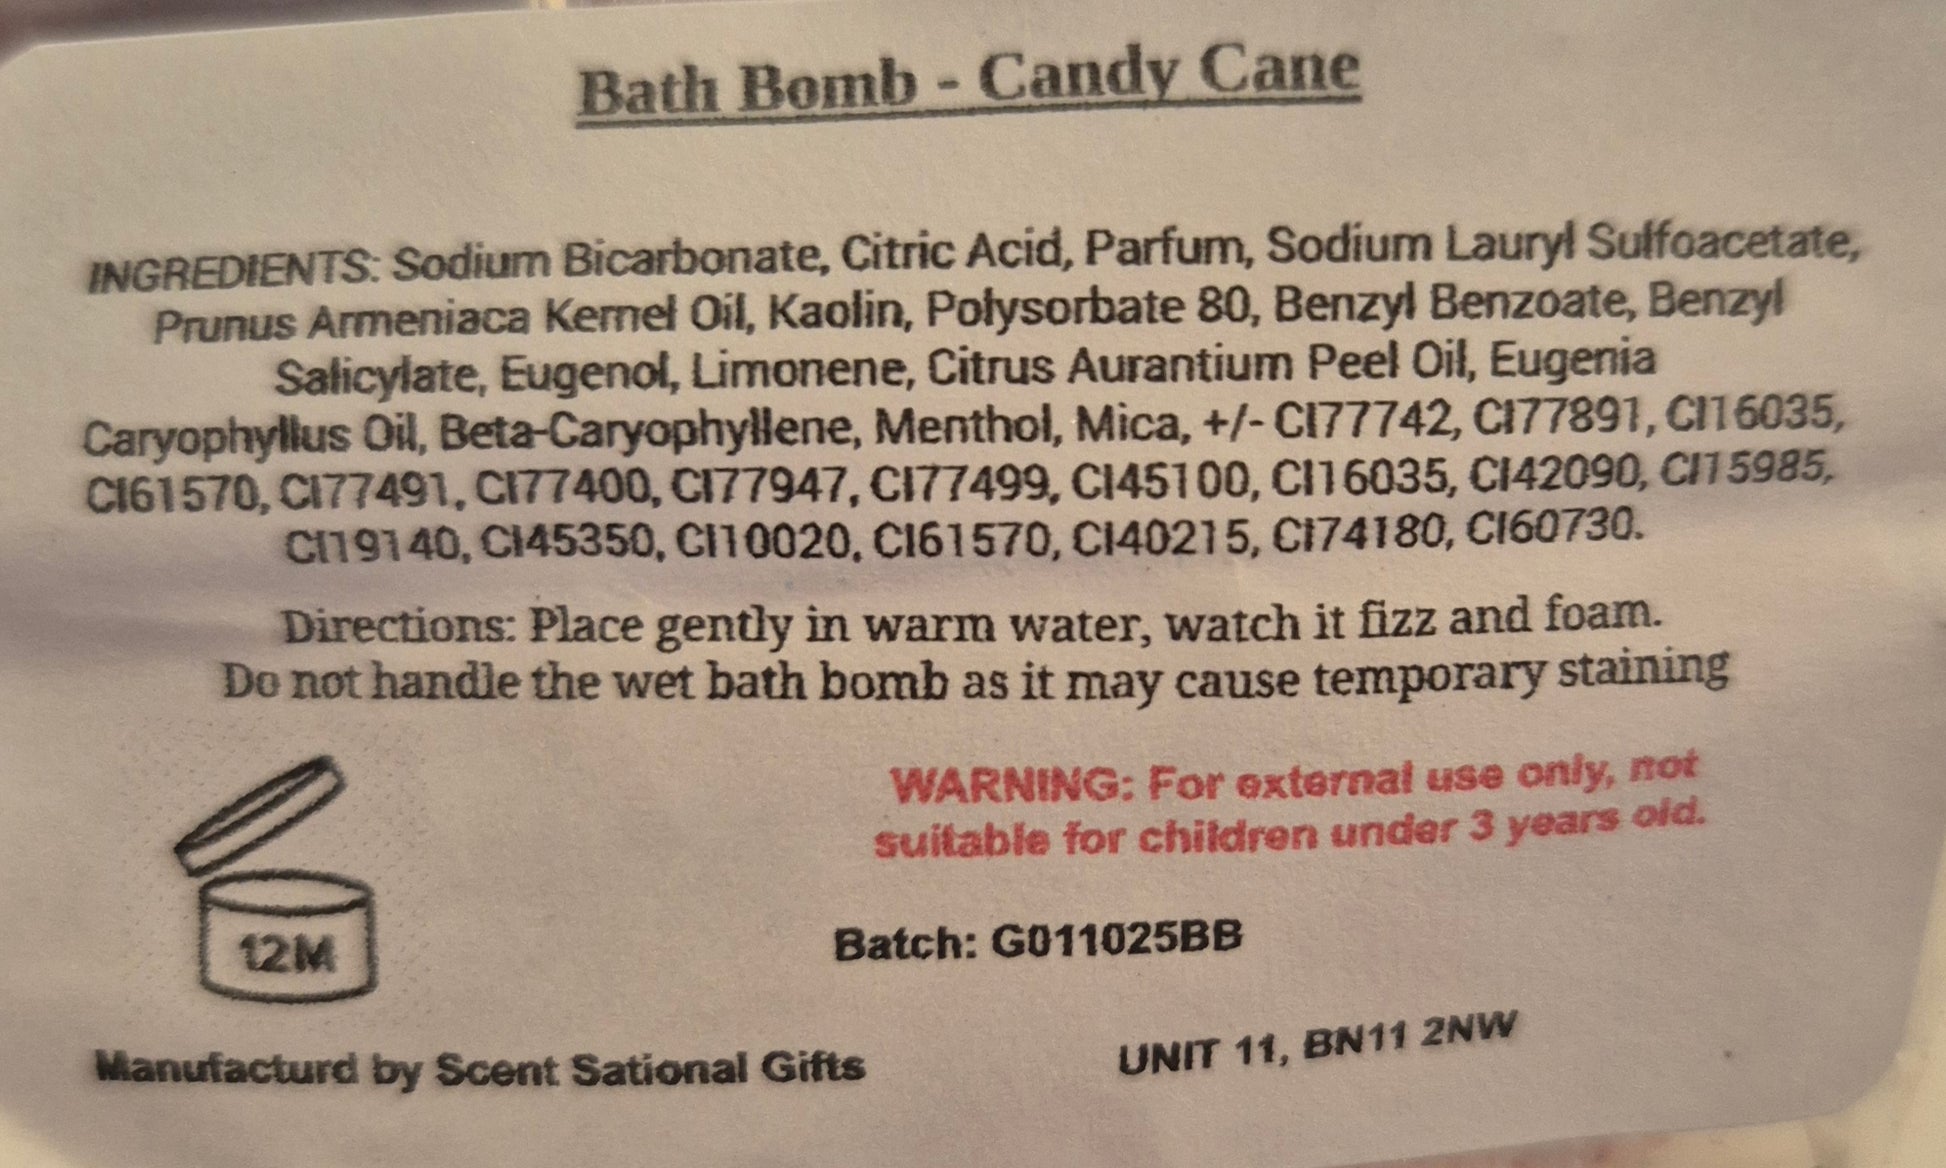 Bath Bomb - Candy Cane
INGREDIENTS: Sodium Bicarbonate, Citric Acid, Parfum, Sodium Lauryl Sulfoacetate,
Prunus Armeniaca Kernel Oil, Kaolin, Polysorbate 80, Benzyl Benzoate, Benzyl
Salicylate, Eugenol, Limonene, Citrus Aurantium Peel Oil, Eugenia
Caryophyllus Oil, Beta-Caryophyllene, Menthol, Mica, +/- CI77742, CI77891, CI16035,
CI61570, CI77491, CI77400, CI77947, CI77499, CI45100, CI16035, CI42090, CI15985,
CI19140, CI45350, CI10020, CI61570, CI40215, CI74180, CI60730.
Directions: Place gently in warm water, watch it fizz and foam.
Do not handle the wet bath bomb as it may cause temporary staining
WARNING: For external use only, not
suitable for children under 3 years old.
12M
Batch: G011025BB
Manufacturd by Scent Sational Gifts
UNIT 11, BN11 2NW